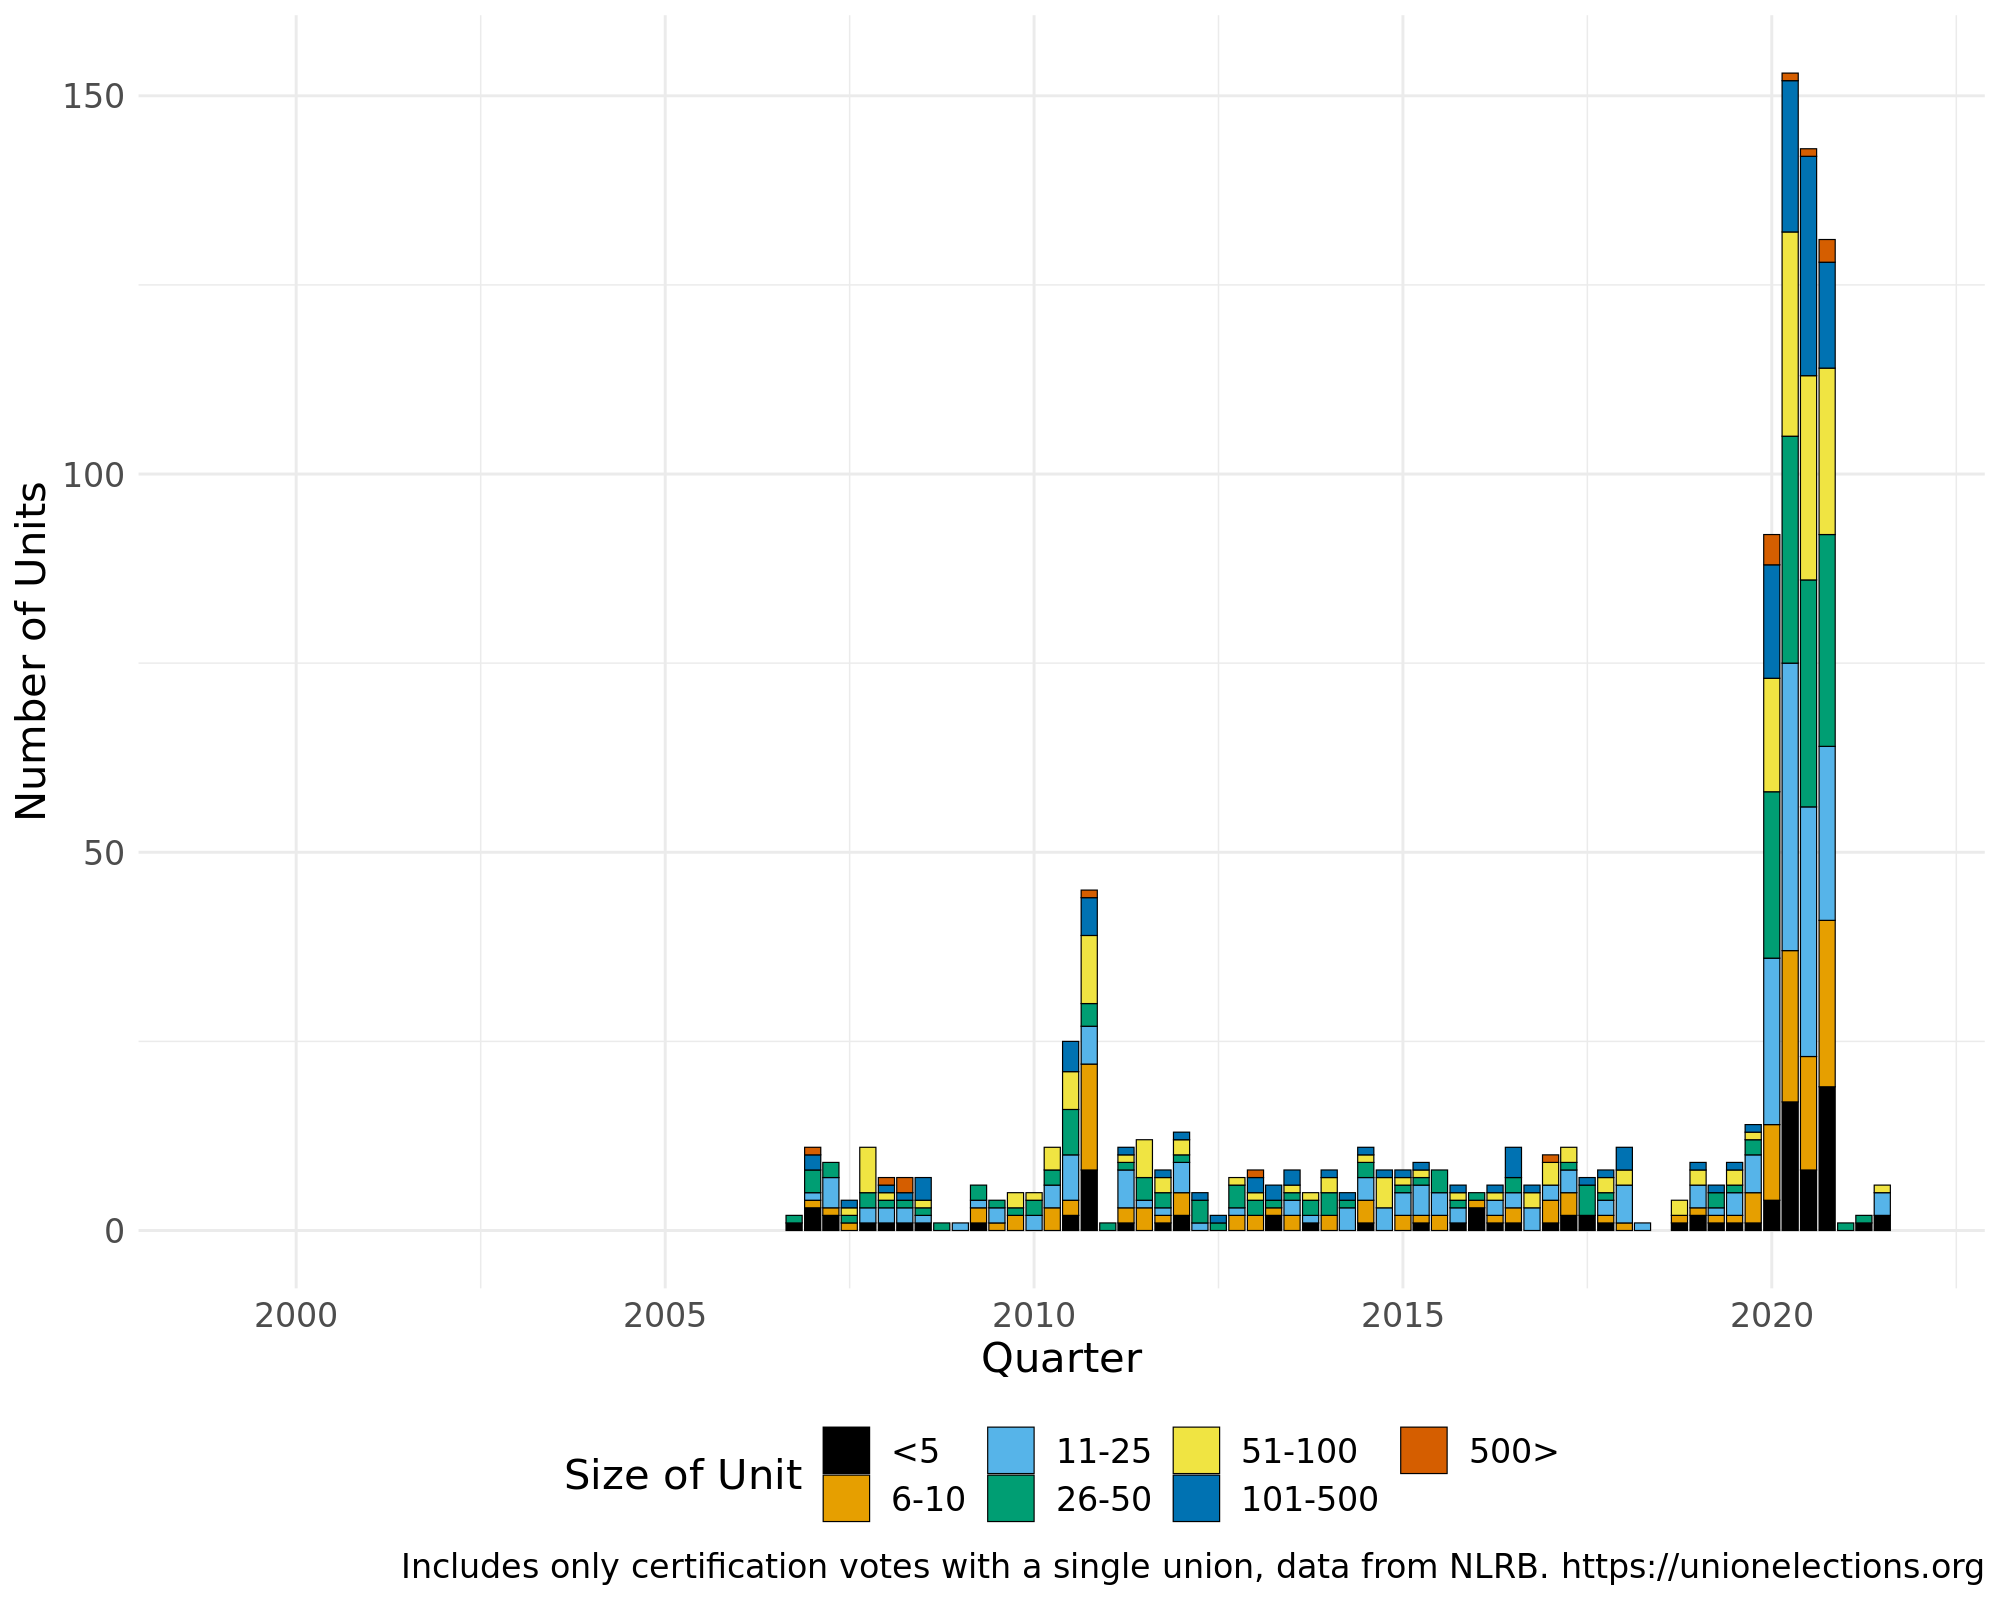 150
100
50
0
Number of Units
2000 2005 2010 2015 2020
Quarter
Size of Unit
<5 11-25 51-100 500>
6-10 26-50 101-500
Includes only certification votes with a single union, data from NLRB. https://unionelections.org